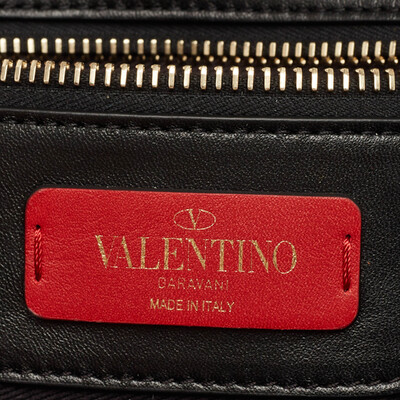 V
VALENTINO
GARAVANI
MADE IN ITALY